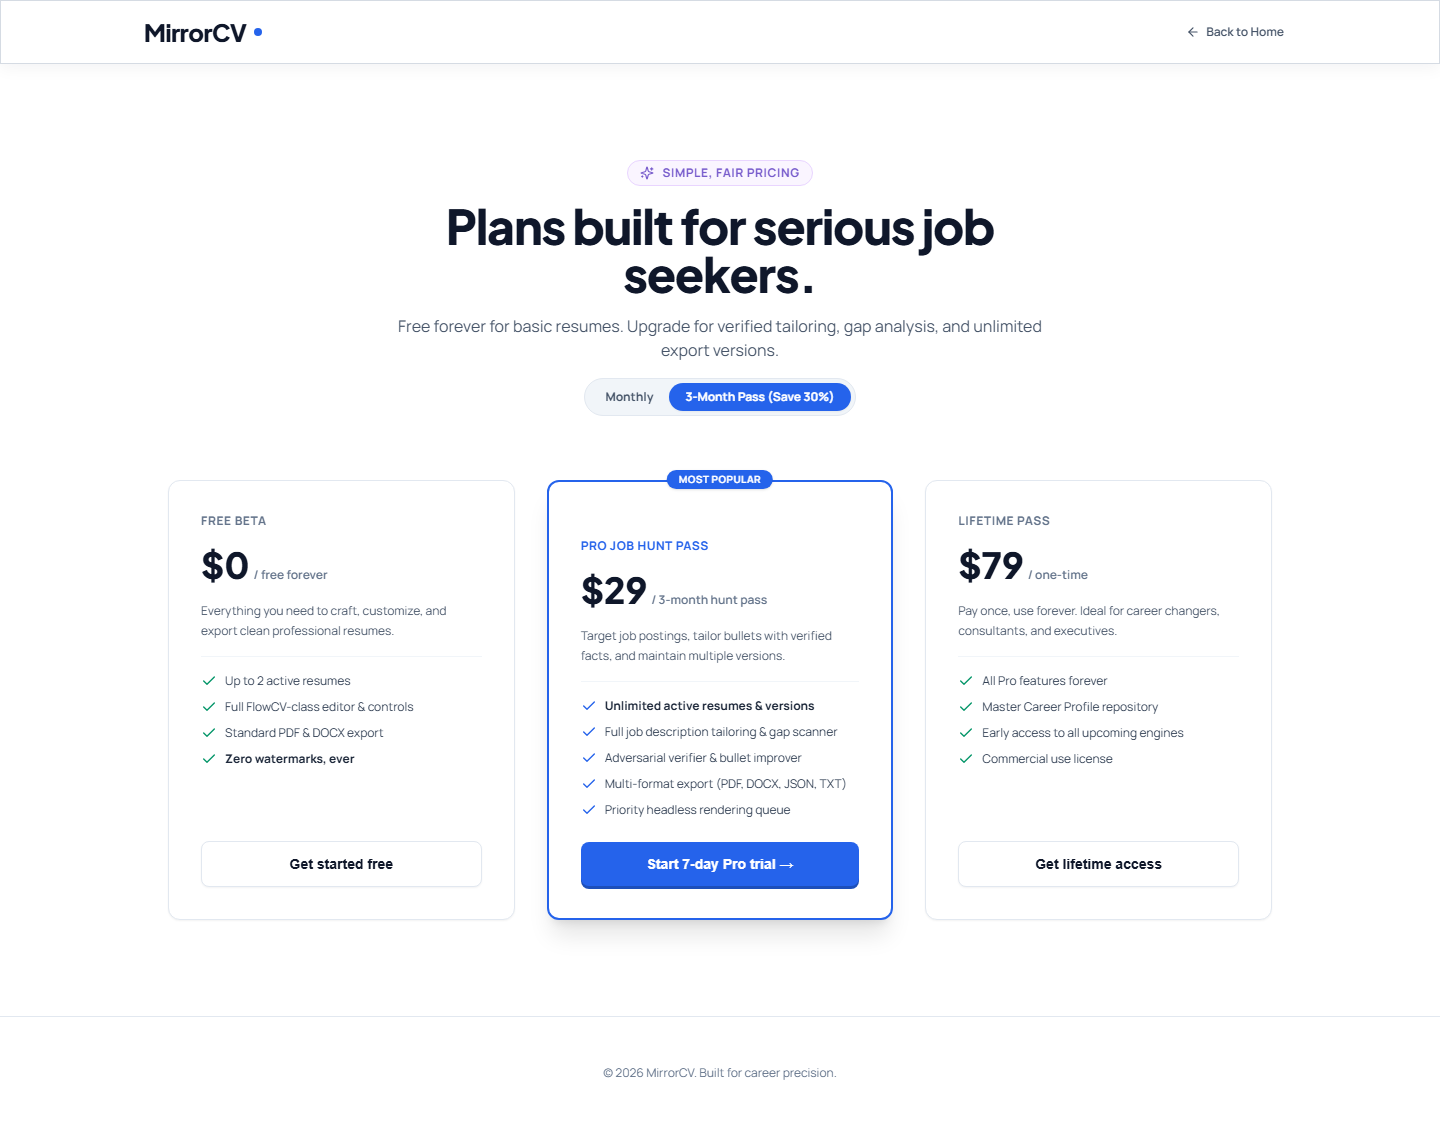 MirrorCV
← Back to Home
SIMPLE, FAIR PRICING
Plans built for serious job
seekers.
Free forever for basic resumes. Upgrade for verified tailoring, gap analysis, and unlimited
export versions.
Monthly
3-Month Pass (Save 30%)
FREE BETA
$0 / free forever
Everything you need to craft, customize, and
export clean professional resumes.
Up to 2 active resumes
Full FlowCV-class editor & controls
Standard PDF & DOCX export
Zero watermarks, ever
Get started free
MOST POPULAR
PRO JOB HUNT PASS
$29 / 3-month hunt pass
Target job postings, tailor bullets with verified
facts, and maintain multiple versions.
Unlimited active resumes & versions
Full job description tailoring & gap scanner
Adversarial verifier & bullet improver
Multi-format export (PDF, DOCX, JSON, TXT)
Priority headless rendering queue
Start 7-day Pro trial →
LIFETIME PASS
$79 / one-time
Pay once, use forever. Ideal for career changers,
consultants, and executives.
All Pro features forever
Master Career Profile repository
Early access to all upcoming engines
Commercial use license
Get lifetime access
© 2026 MirrorCV. Built for career precision.